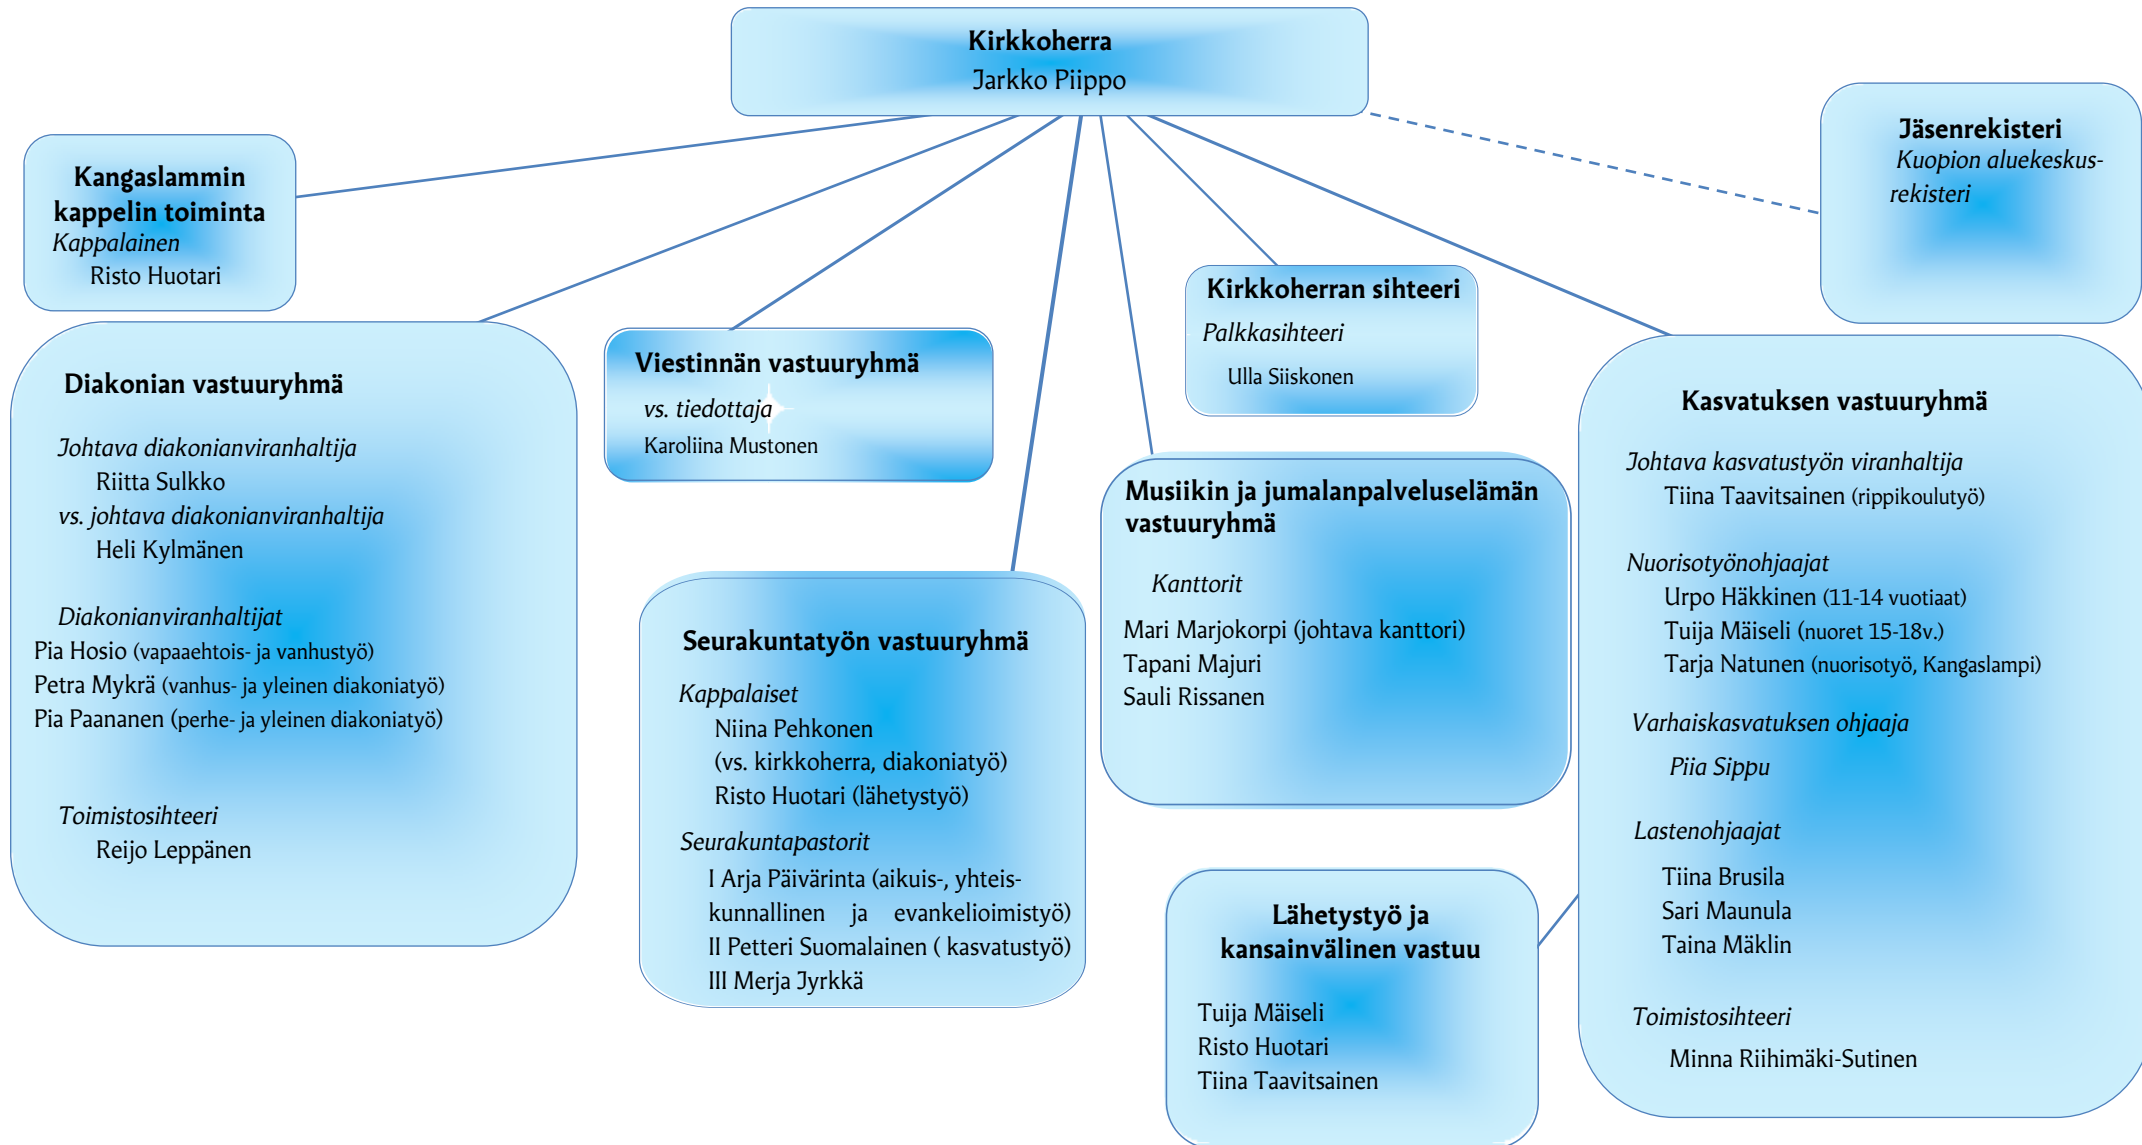 Kirkkoherra
Jarkko Piippo
Jäsenrekisteri
Kuopion aluekeskus-
rekisteri
Kangaslammin
kappelin toiminta
Kappalainen
Risto Huotari
Kirkkoherran sihteeri
Palkkasihteeri
Ulla Siiskonen
Diakonian vastuuryhmä
Johtava diakonianviranhaltija
Riitta Sulkko
vs. johtava diakonianviranhaltija
Heli Kylmänen
Diakonianviranhaltijat
Pia Hosio (vapaaehtois- ja vanhustyö)
Petra Mykrä (vanhus- ja yleinen diakoniatyö)
Pia Paananen (perhe- ja yleinen diakoniatyö)
Toimistosihteeri
Reijo Leppänen
Viestinnän vastuuryhmä
vs. tiedottaja
Karoliina Mustonen
Seurakuntatyön vastuuryhmä
Kappalaiset
Niina Pehkonen
(vs. kirkkoherra, diakoniatyö)
Risto Huotari (lähetystyö)
Seurakuntapastorit
I Arja Päivärinta (aikuis-, yhteis-
kunnallinen ja evankelioimistyö)
II Petteri Suomalainen ( kasvatustyö)
III Merja Jyrkkä
Musiikin ja jumalanpalveluselämän
vastuuryhmä
Kanttorit
Mari Marjokorpi (johtava kanttori)
Tapani Majuri
Sauli Rissanen
Lähetystyö ja
kansainvälinen vastuu
Tuija Mäiseli
Risto Huotari
Tiina Taavitsainen
Kasvatuksen vastuuryhmä
Johtava kasvatustyön viranhaltija
Tiina Taavitsainen (rippikoulutyö)
Nuorisotyönohjaajat
Urpo Häkkinen (11-14 vuotiaat)
Tuija Mäiseli (nuoret 15-18v.)
Tarja Natunen (nuorisotyö, Kangaslampi)
Varhaiskasvatuksen ohjaaja
Piia Sippu
Lastenohjaajat
Tiina Brusila
Sari Maunula
Taina Mäklin
Toimistosihteeri
Minna Riihimäki-Sutinen